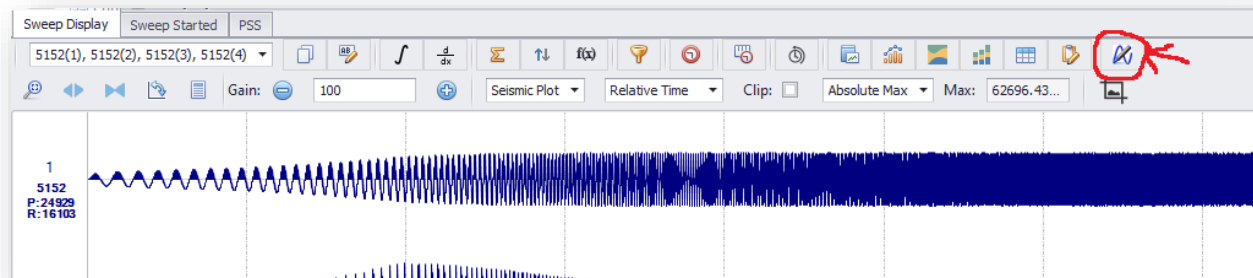 Sweep Display Sweep Started PSS
5152(1), 5152(2), 5152(3), 5152(4) d/dx Σ f(x)
Gain: 100 Seismic Plot Relative Time Clip: Absolute Max Max: 62696.43...
1
5152
P:24929
R:16103